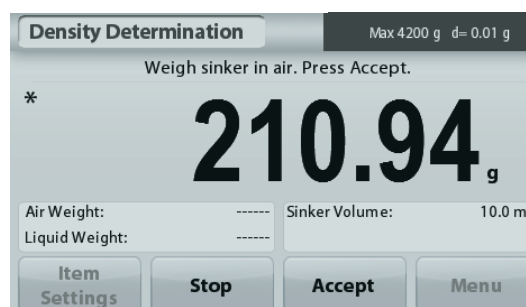 Density Determination
Max 4200 g d= 0.01 g
Weigh sinker in air. Press Accept.
*
210.94 g
Air Weight: ------ Sinker Volume: 10.0 m
Liquid Weight: ------
Item Settings Stop Accept Menu